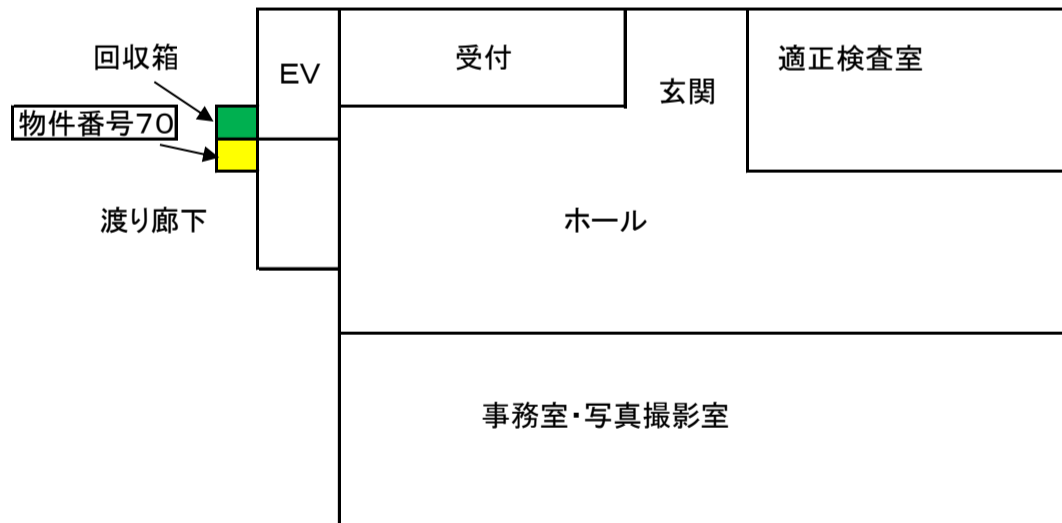 回収箱
EV
受付
玄関
適正検査室
物件番号70
渡り廊下
ホール
事務室・写真撮影室